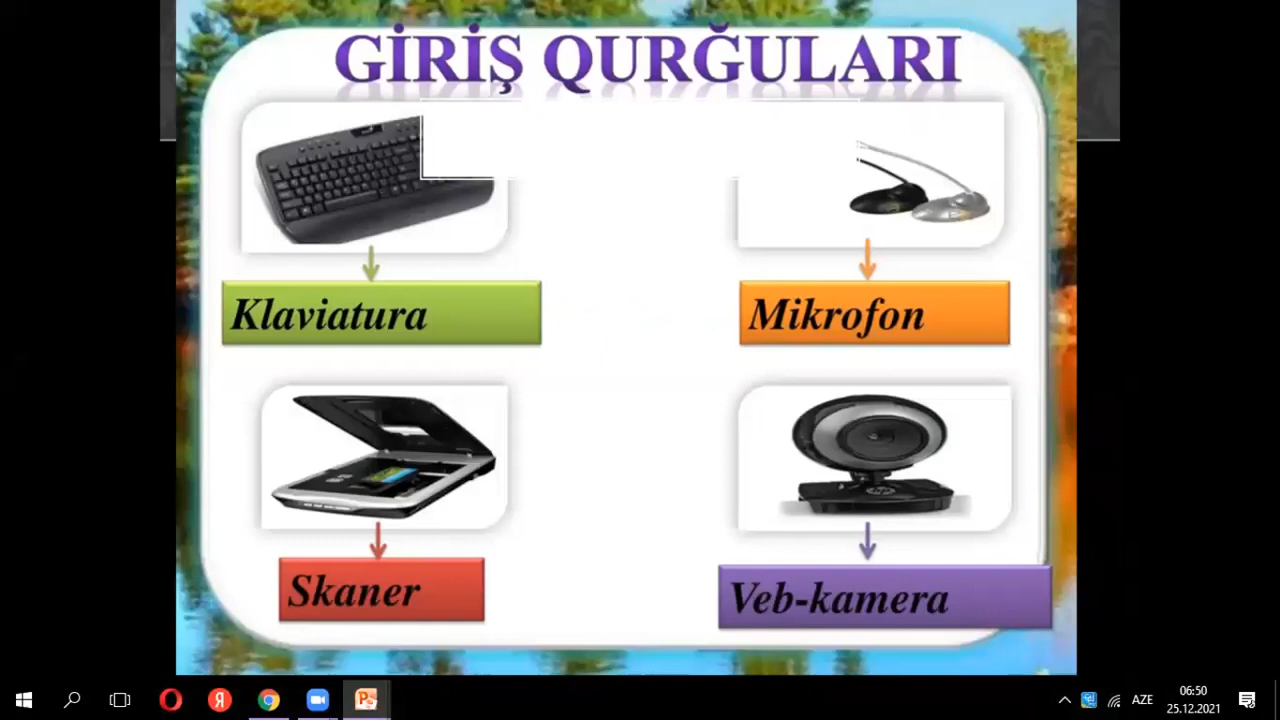 GİRİŞ QURĞULARI
Klaviatura
Mikrofon
Skaner
Veb-kamera
AZE
06:50
25.12.2021